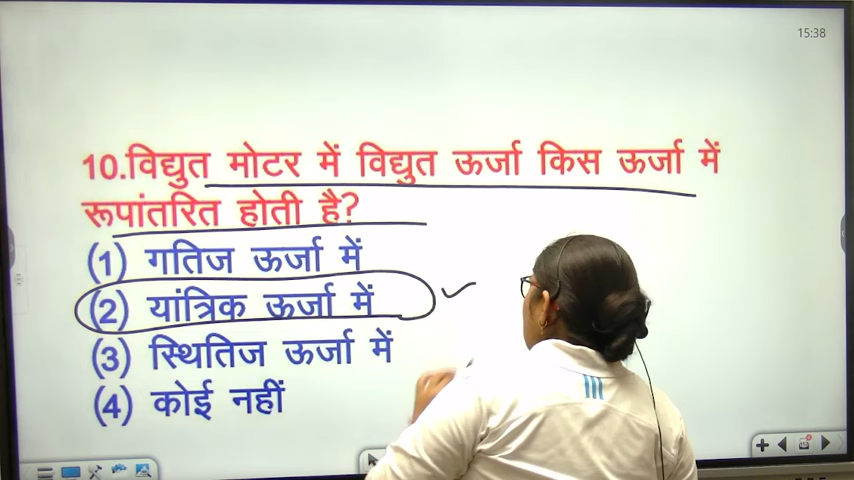 15:38
10.विद्युत मोटर में विद्युत ऊर्जा किस ऊर्जा में
रूपांतरित होती है?
(1) गतिज ऊर्जा में
(2) यांत्रिक ऊर्जा में
(3) स्थितिज ऊर्जा में
(4) कोई नहीं